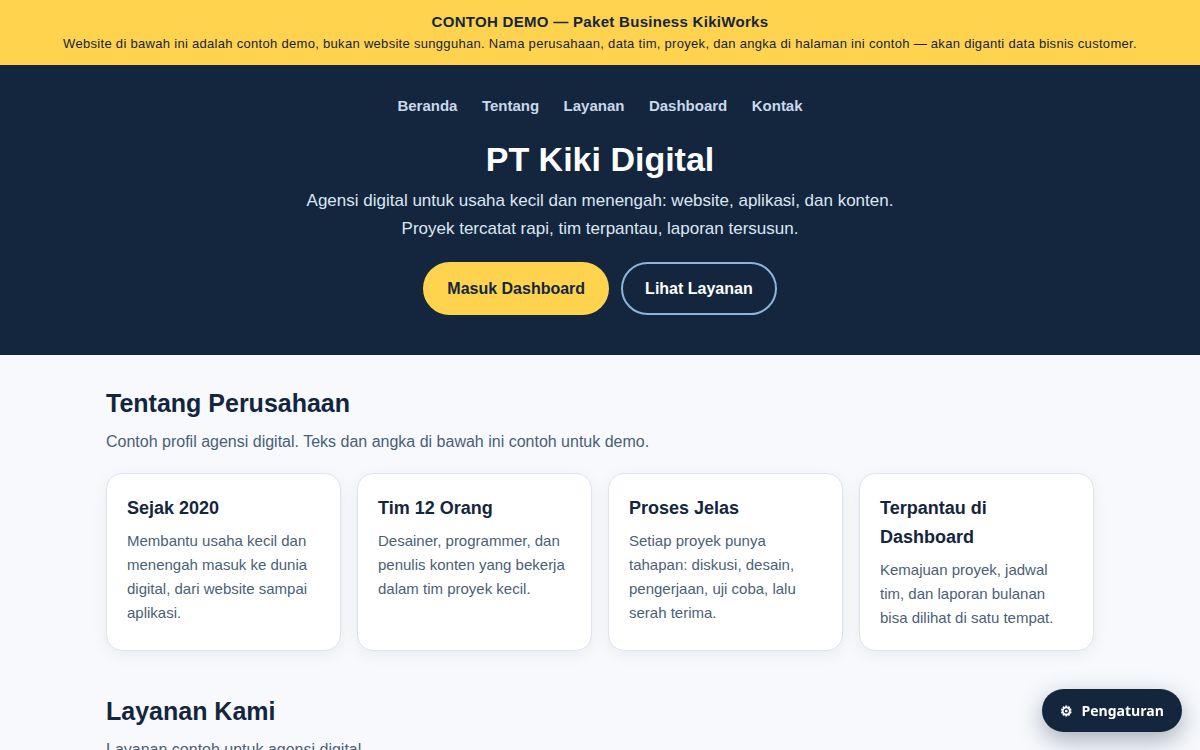 CONTOH DEMO — Paket Business KikiWorks
Website di bawah ini adalah contoh demo, bukan website sungguhan. Nama perusahaan, data tim, proyek, dan angka di halaman ini contoh — akan diganti data bisnis customer.
Beranda Tentang Layanan Dashboard Kontak
PT Kiki Digital
Agensi digital untuk usaha kecil dan menengah: website, aplikasi, dan konten.
Proyek tercatat rapi, tim terpantau, laporan tersusun.
Masuk Dashboard Lihat Layanan
Tentang Perusahaan
Contoh profil agensi digital. Teks dan angka di bawah ini contoh untuk demo.
Sejak 2020
Membantu usaha kecil dan
menengah masuk ke dunia
digital, dari website sampai
aplikasi.
Tim 12 Orang
Desainer, programmer, dan
penulis konten yang bekerja
dalam tim proyek kecil.
Proses Jelas
Setiap proyek punya
tahapan: diskusi, desain,
pengerjaan, uji coba, lalu
serah terima.
Terpantau di
Dashboard
Kemajuan proyek, jadwal
tim, dan laporan bulanan
bisa dilihat di satu tempat.
Layanan Kami
Layanan contoh untuk agensi digital.
⚙ Pengaturan